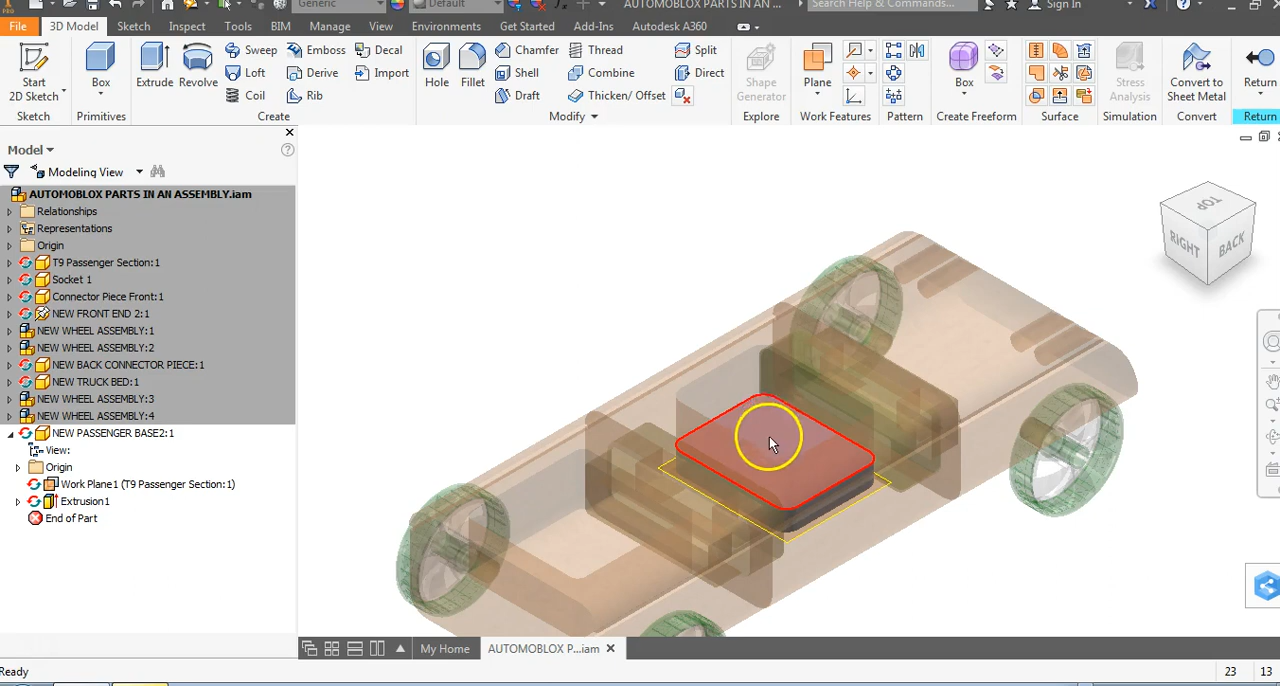 PRO
Generic
Default
AUTOMOBLOX PARTS IN AN ...
Search Help & Commands...
Sign In
File 3D Model Sketch Inspect Tools BIM Manage View Environments Get Started Add-Ins Autodesk A360
Start
2D Sketch
Sketch
Box
Primitives
Extrude
Revolve
Sweep
Loft
Coil
Emboss
Derive
Rib
Decal
Import
Create
Hole
Fillet
Chamfer
Shell
Draft
Thread
Combine
Thicken/ Offset
Split
Direct
Modify
Shape
Generator
Explore
Plane
Work Features
Pattern
Box
Create Freeform
Surface
Stress
Analysis
Simulation
Convert to
Sheet Metal
Convert
Return
Return
Model
Modeling View
AUTOMOBLOX PARTS IN AN ASSEMBLY.iam
Relationships
Representations
Origin
T9 Passenger Section:1
Socket 1
Connector Piece Front:1
NEW FRONT END 2:1
NEW WHEEL ASSEMBLY:1
NEW WHEEL ASSEMBLY:2
NEW BACK CONNECTOR PIECE:1
NEW TRUCK BED:1
NEW WHEEL ASSEMBLY:3
NEW WHEEL ASSEMBLY:4
NEW PASSENGER BASE2:1
View:
Origin
Work Plane1 (T9 Passenger Section:1)
Extrusion1
End of Part
TOP
RIGHT
BACK
My Home
AUTOMOBLOX P...iam
Ready
23
13